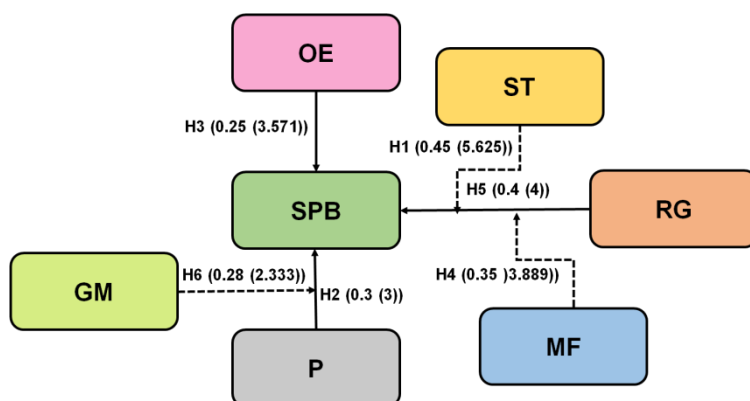 OE
ST
H3 (0.25 (3.571))
H1 (0.45 (5.625))
SPB
H5 (0.4 (4))
RG
GM
H6 (0.28 (2.333))
H4 (0.35 )3.889))
H2 (0.3 (3))
P
MF